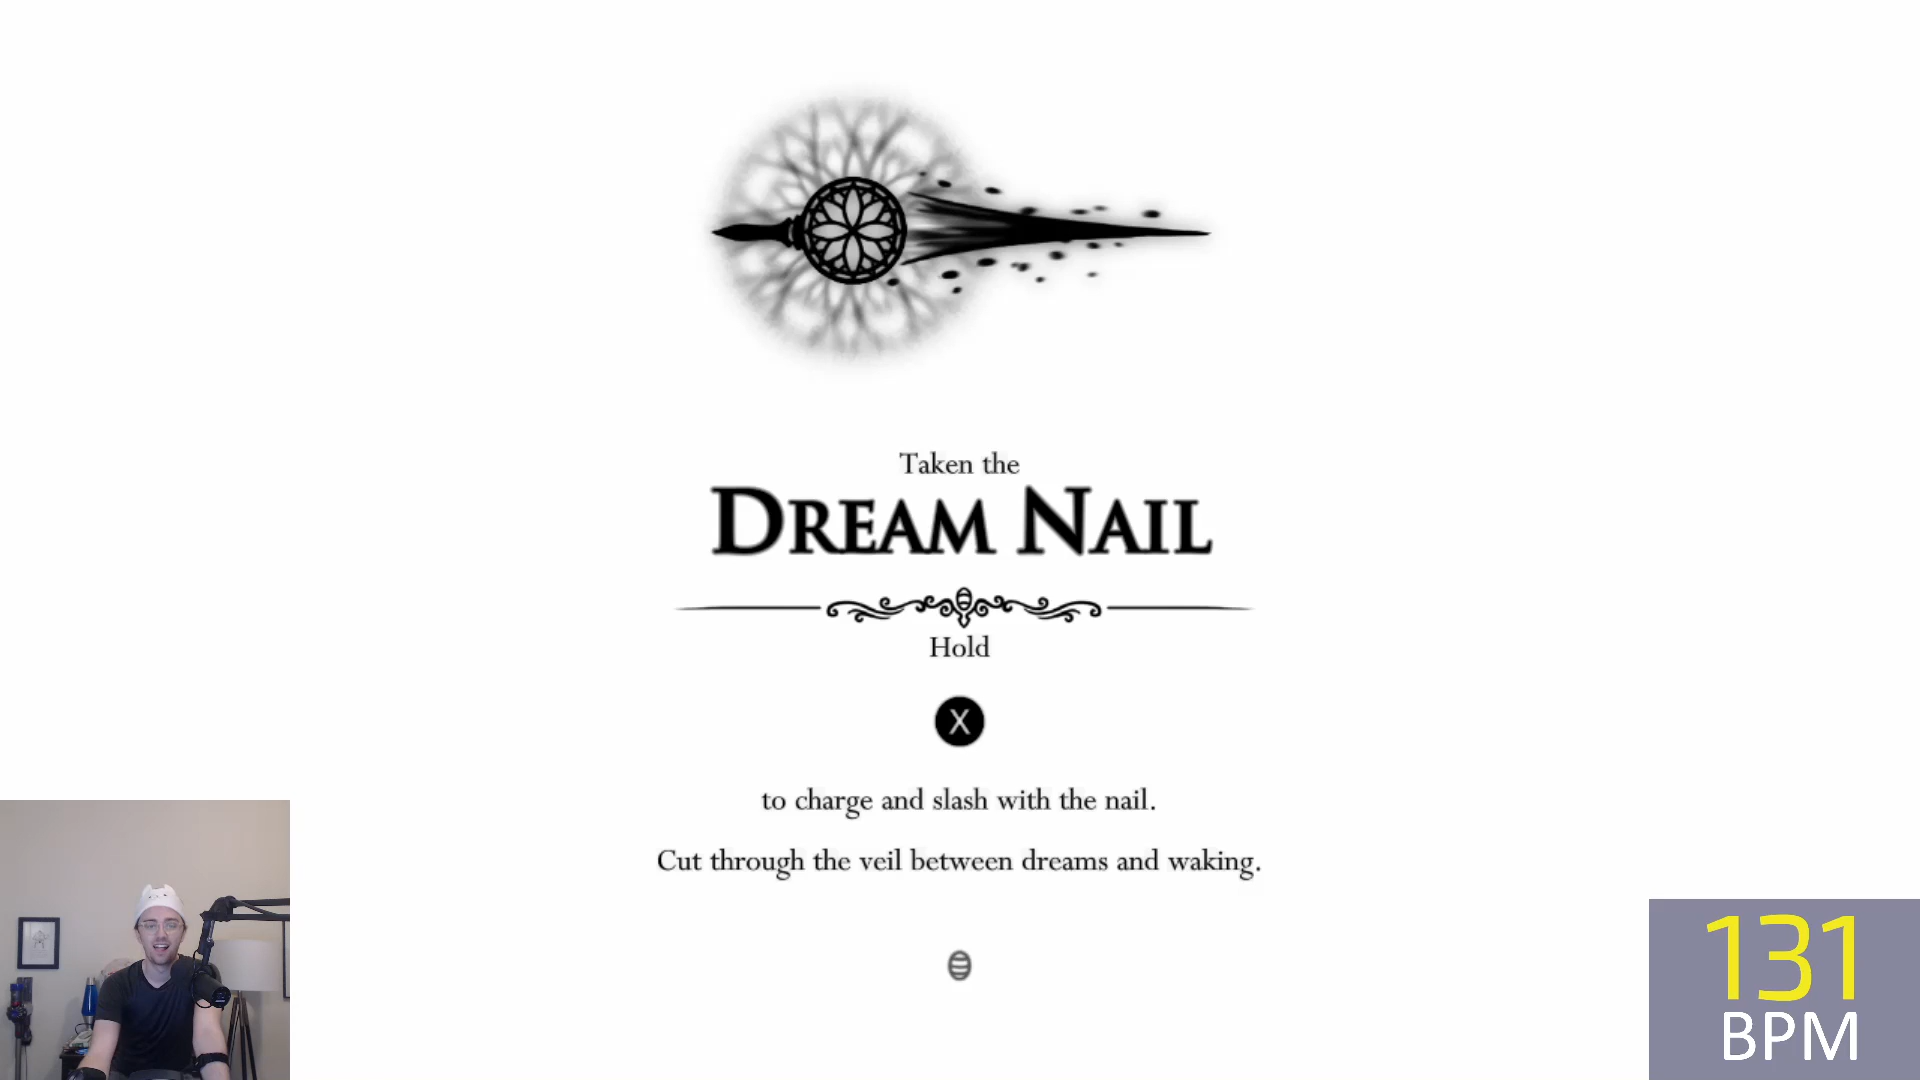 Taken the
DREAM NAIL
Hold
X
to charge and slash with the nail.
Cut through the veil between dreams and waking.
131
BPM